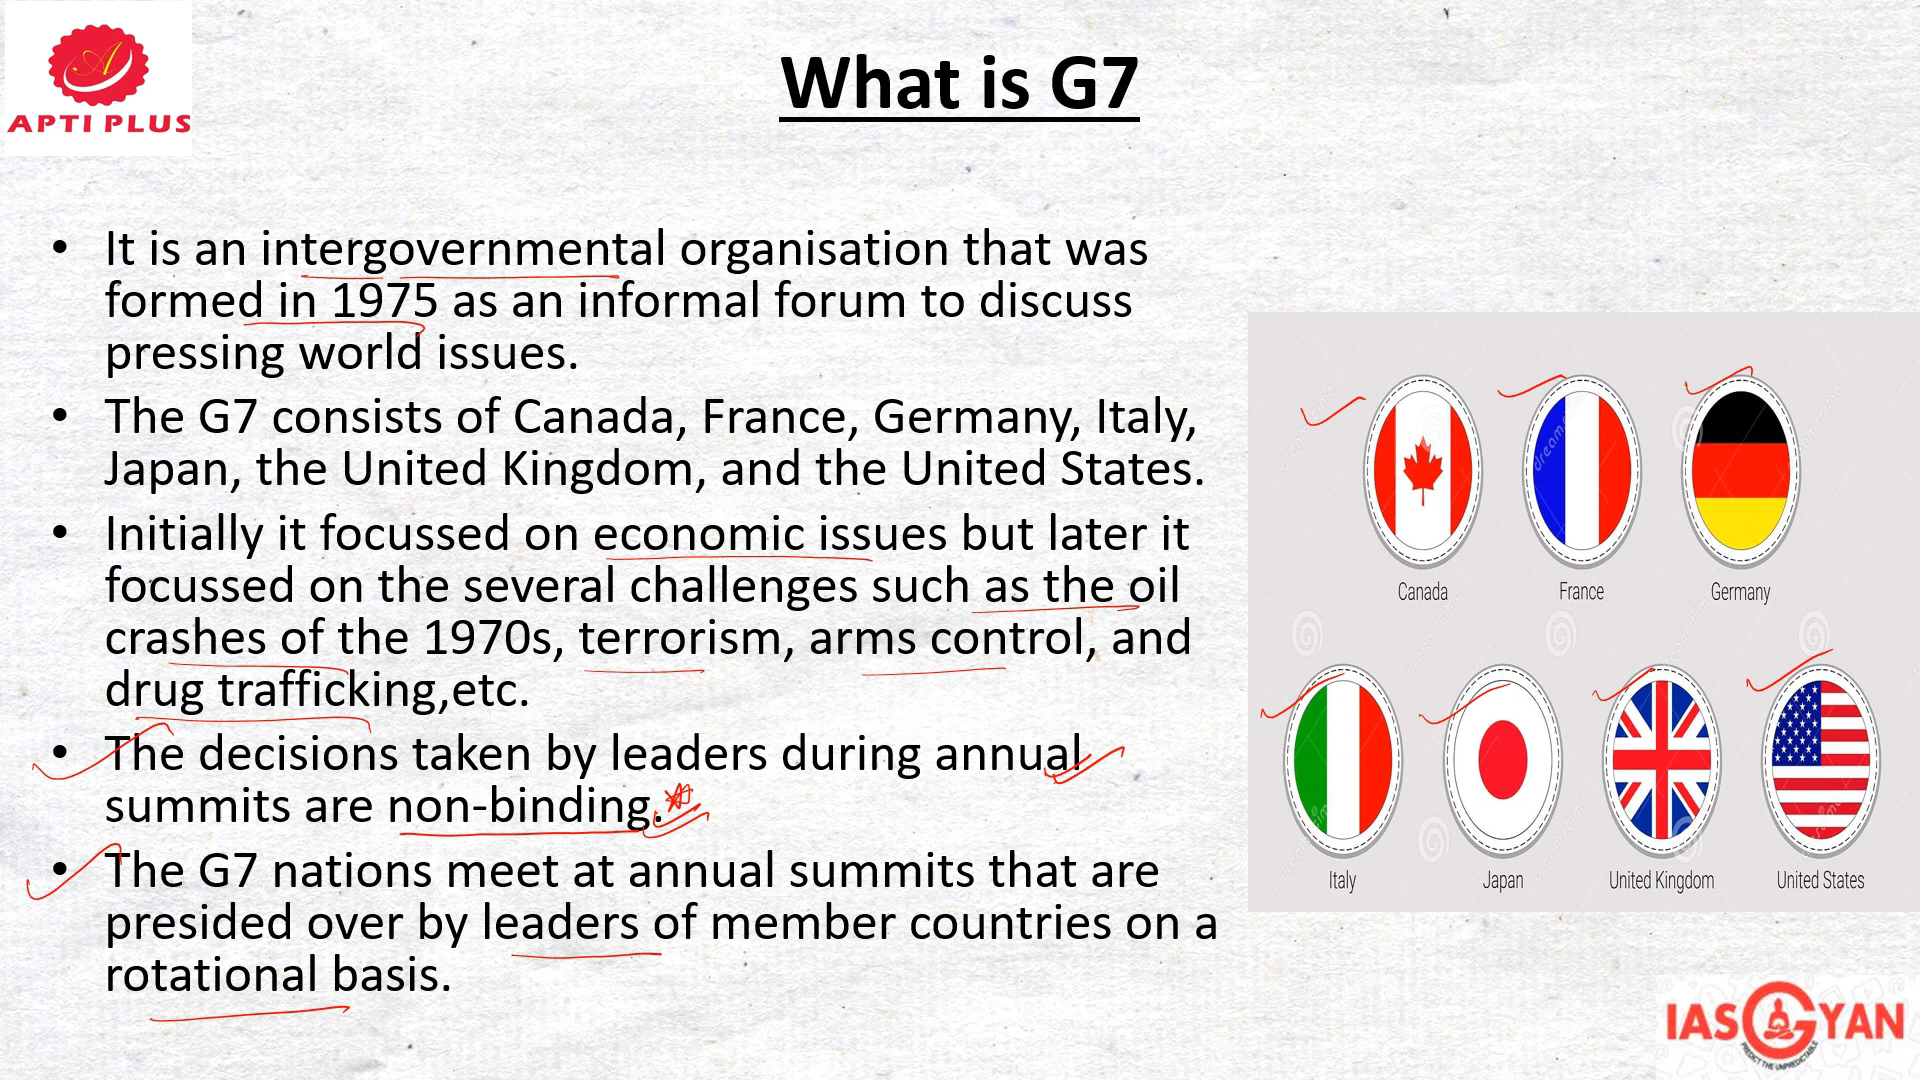 APTI PLUS
What is G7
• It is an intergovernmental organisation that was
formed in 1975 as an informal forum to discuss
pressing world issues.
• The G7 consists of Canada, France, Germany, Italy,
Japan, the United Kingdom, and the United States.
• Initially it focussed on economic issues but later it
focussed on the several challenges such as the oil
crashes of the 1970s, terrorism, arms control, and
drug trafficking,etc.
• The decisions taken by leaders during annual
summits are non-binding.
• The G7 nations meet at annual summits that are
presided over by leaders of member countries on a
rotational basis.
Canada France Germany
Italy Japan United Kingdom United States
IAS GYAN
PREDICT THE UNPREDICTABLE